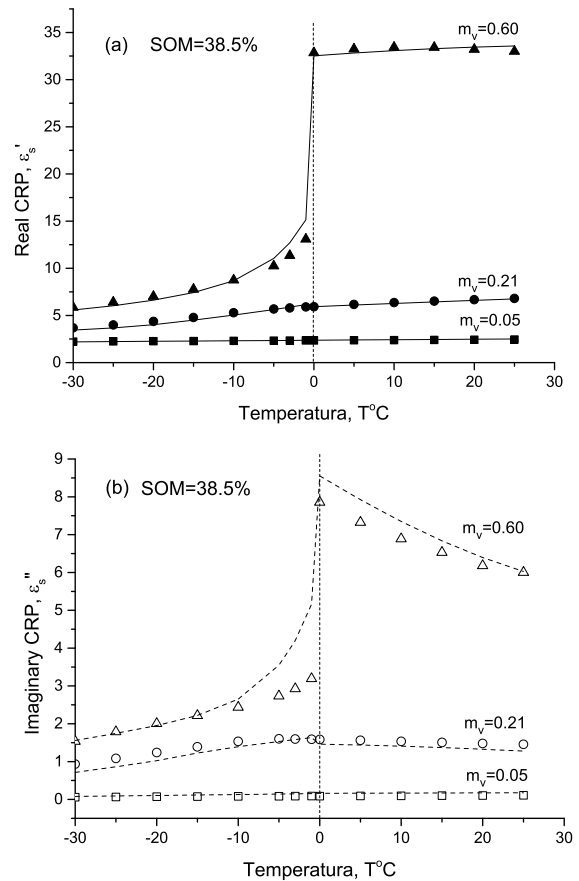 35
30
25
20
15
10
5
0
Real CRP, εₛ'
(a) SOM=38.5%
mᵥ=0.60
mᵥ=0.21
mᵥ=0.05
-30 -20 -10 0 10 20 30
Temperatura, T°C
9
8
7
6
5
4
3
2
1
0
Imaginary CRP, εₛ"
(b) SOM=38.5%
mᵥ=0.60
mᵥ=0.21
mᵥ=0.05
-30 -20 -10 0 10 20 30
Temperatura, T°C